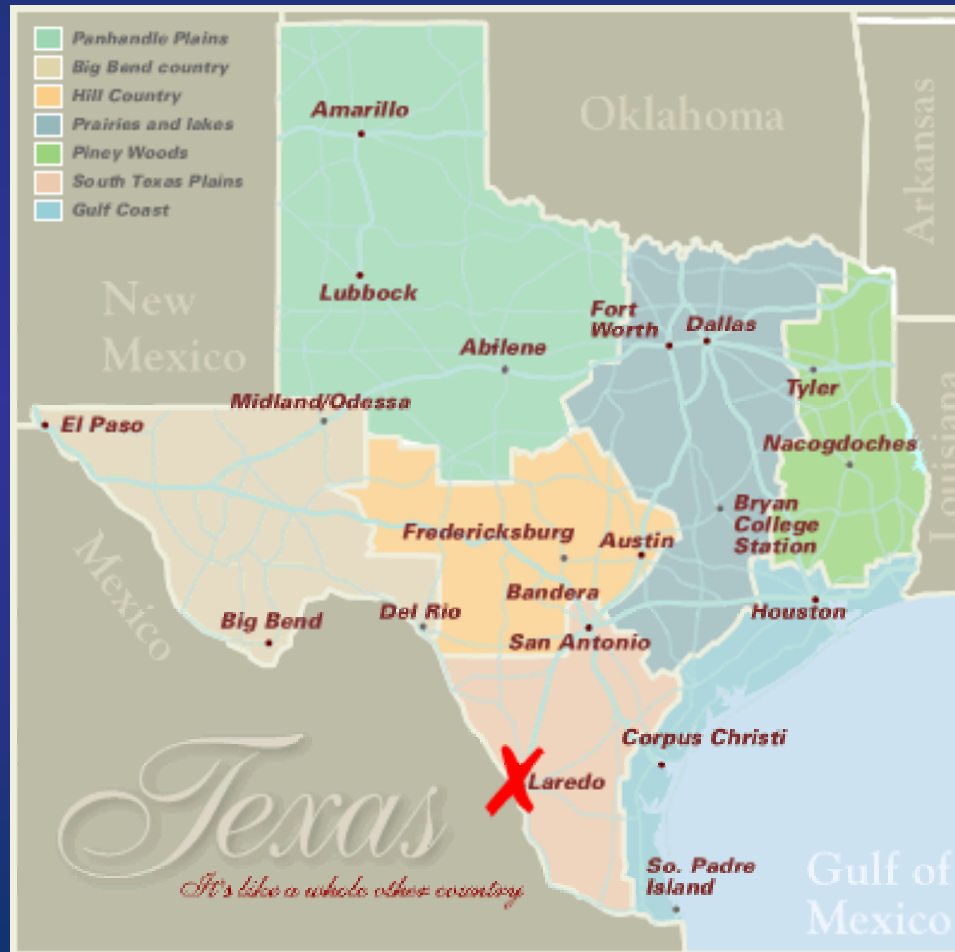 Panhandle Plains
Big Bend country
Hill Country
Prairies and lakes
Piney Woods
South Texas Plains
Gulf Coast
Oklahoma
Arkansas
New
Mexico
Louisiana
Mexico
Amarillo
Lubbock
Abilene
Fort
Worth
Dallas
Tyler
Midland/Odessa
El Paso
Nacogdoches
Bryan
College
Station
Fredericksburg
Austin
Bandera
Houston
Big Bend
Del Rio
San Antonio
Corpus Christi
Laredo
So. Padre
Island
Gulf of
Mexico
Texas
It's like a whole other country